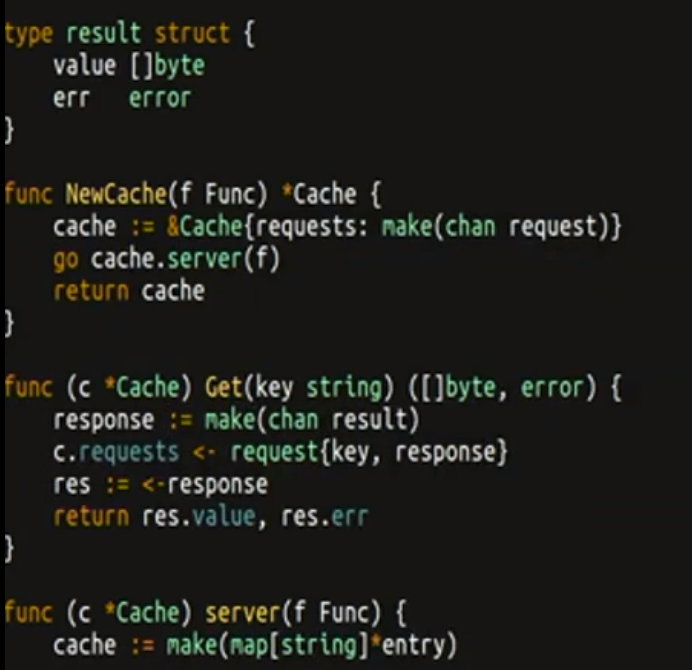 type result struct {
    value []byte
    err   error
}

func NewCache(f Func) *Cache {
    cache := &Cache{requests: make(chan request)}
    go cache.server(f)
    return cache
}

func (c *Cache) Get(key string) ([]byte, error) {
    response := make(chan result)
    c.requests <- request{key, response}
    res := <-response
    return res.value, res.err
}

func (c *Cache) server(f Func) {
    cache := make(map[string]*entry)